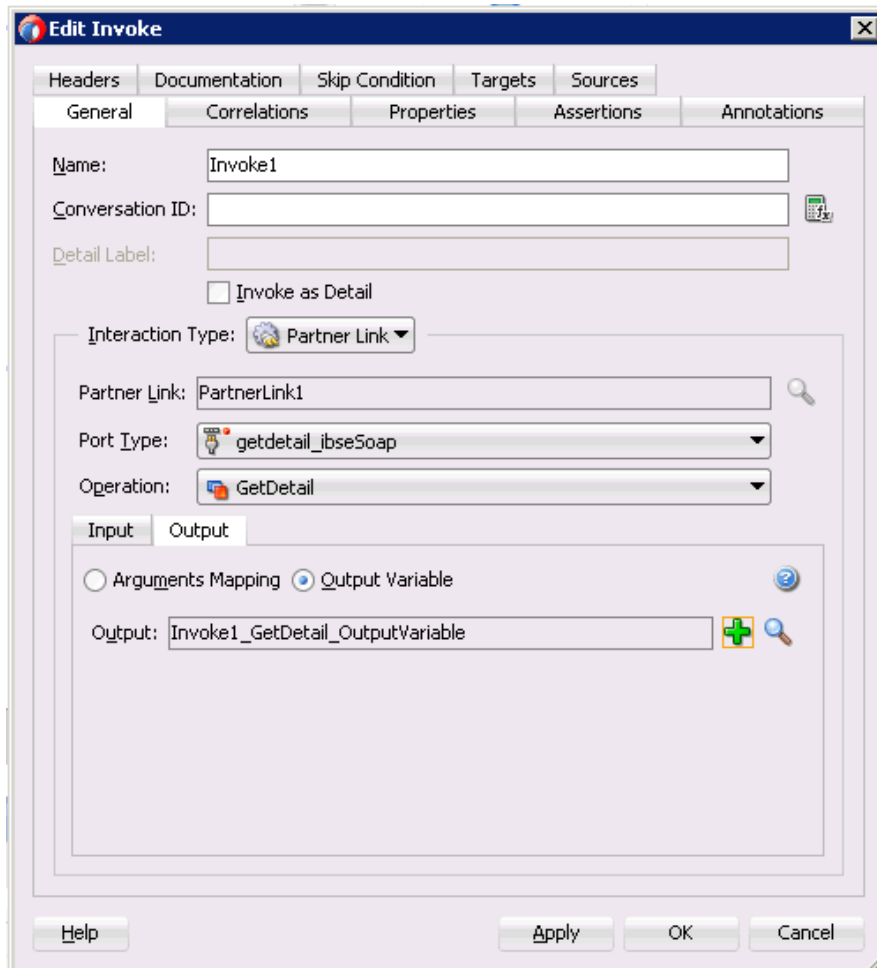 Edit Invoke
Headers Documentation Skip Condition Targets Sources
General Correlations Properties Assertions Annotations
Name: Invoke1
Conversation ID:
Detail Label:
Invoke as Detail
Interaction Type: Partner Link
Partner Link: PartnerLink1
Port Type: getdetail_ibseSoap
Operation: GetDetail
Input Output
Arguments Mapping Output Variable
Output: Invoke1_GetDetail_OutputVariable
Help Apply OK Cancel